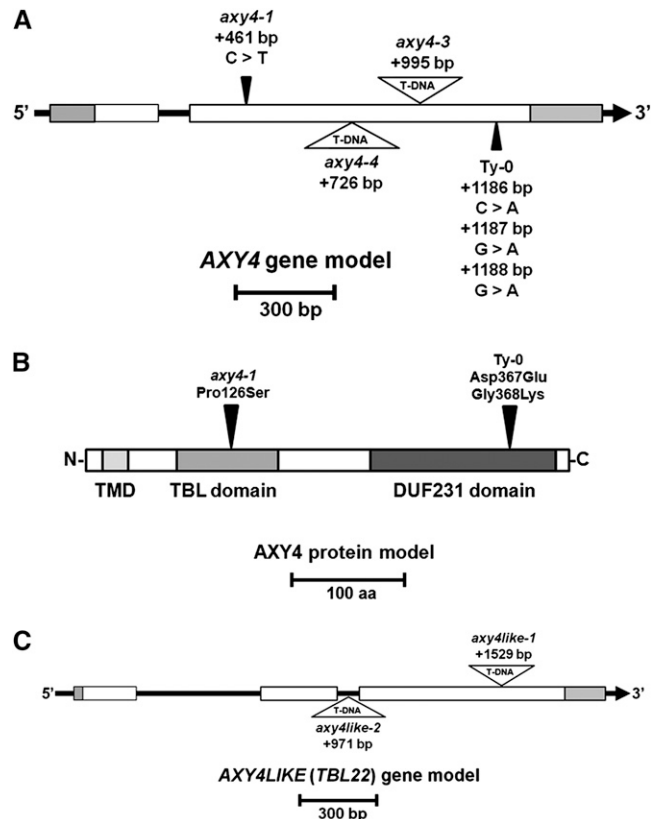 A
axy4-1
+461 bp
C > T
axy4-3
+995 bp
T-DNA
5’
3’
T-DNA
axy4-4
+726 bp
Ty-0
+1186 bp
C > A
+1187 bp
G > A
+1188 bp
G > A
AXY4 gene model
300 bp
B
axy4-1
Pro126Ser
Ty-0
Asp367Glu
Gly368Lys
N-
-C
TMD
TBL domain
DUF231 domain
AXY4 protein model
100 aa
C
axy4like-1
+1529 bp
T-DNA
5’
3’
T-DNA
axy4like-2
+971 bp
AXY4LIKE (TBL22) gene model
300 bp